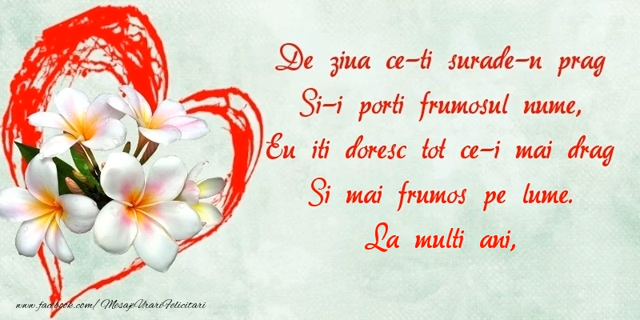 De ziua ce-ti surade-n prag
Si-i porti frumosul nume,
Eu iti doresc tot ce-i mai drag
Si mai frumos pe lume.
La multi ani,
www.facebook.com/MesajeUrariFelicitari